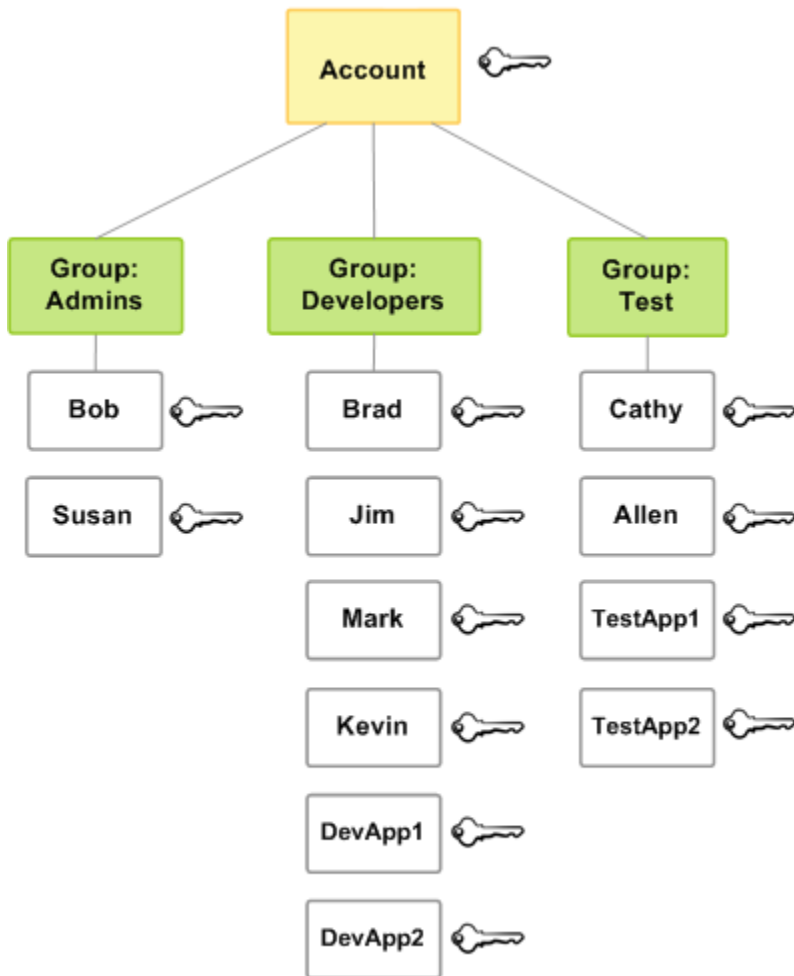 Account
Group:
Admins
Group:
Developers
Group:
Test
Bob
Brad
Cathy
Susan
Jim
Allen
Mark
TestApp1
Kevin
TestApp2
DevApp1
DevApp2